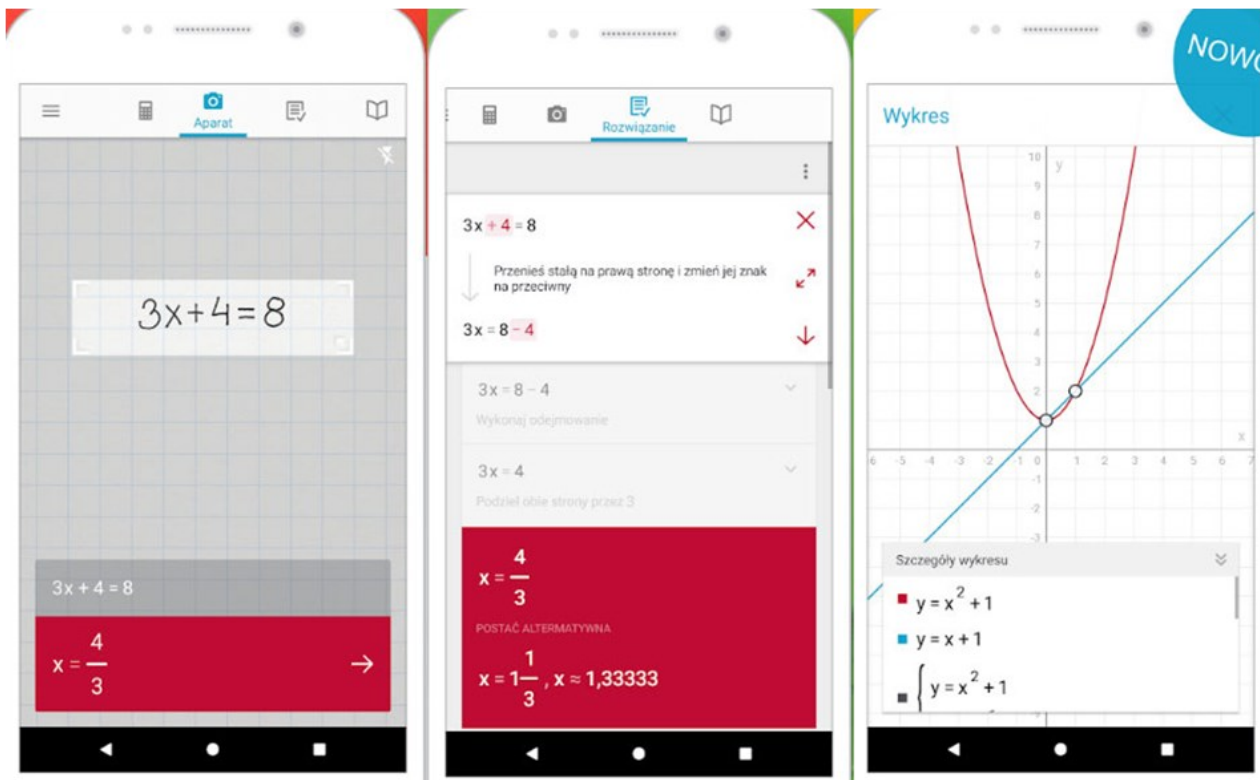 Aparat
3x+4=8
3x + 4 = 8
x = 4/3
Rozwiązanie
3x + 4 = 8
Przenieś stałą na prawą stronę i zmień jej znak
na przeciwny
3x = 8 - 4
3x = 8 - 4
Wykonaj odejmowanie
3x = 4
Podziel obie strony przez 3
x = 4/3
POSTAĆ ALTERMATYWNA
x = 1 1/3 , x ≈ 1,33333
NOWO
Wykres
10 y
9
8
7
6
5
4
3
2
x
-6 -5 -4 -3 -2 -1 0 1 2 3 4 5 6 7
-1
-2
-3
Szczegóły wykresu
y = x² + 1
y = x + 1
{ y = x² + 1